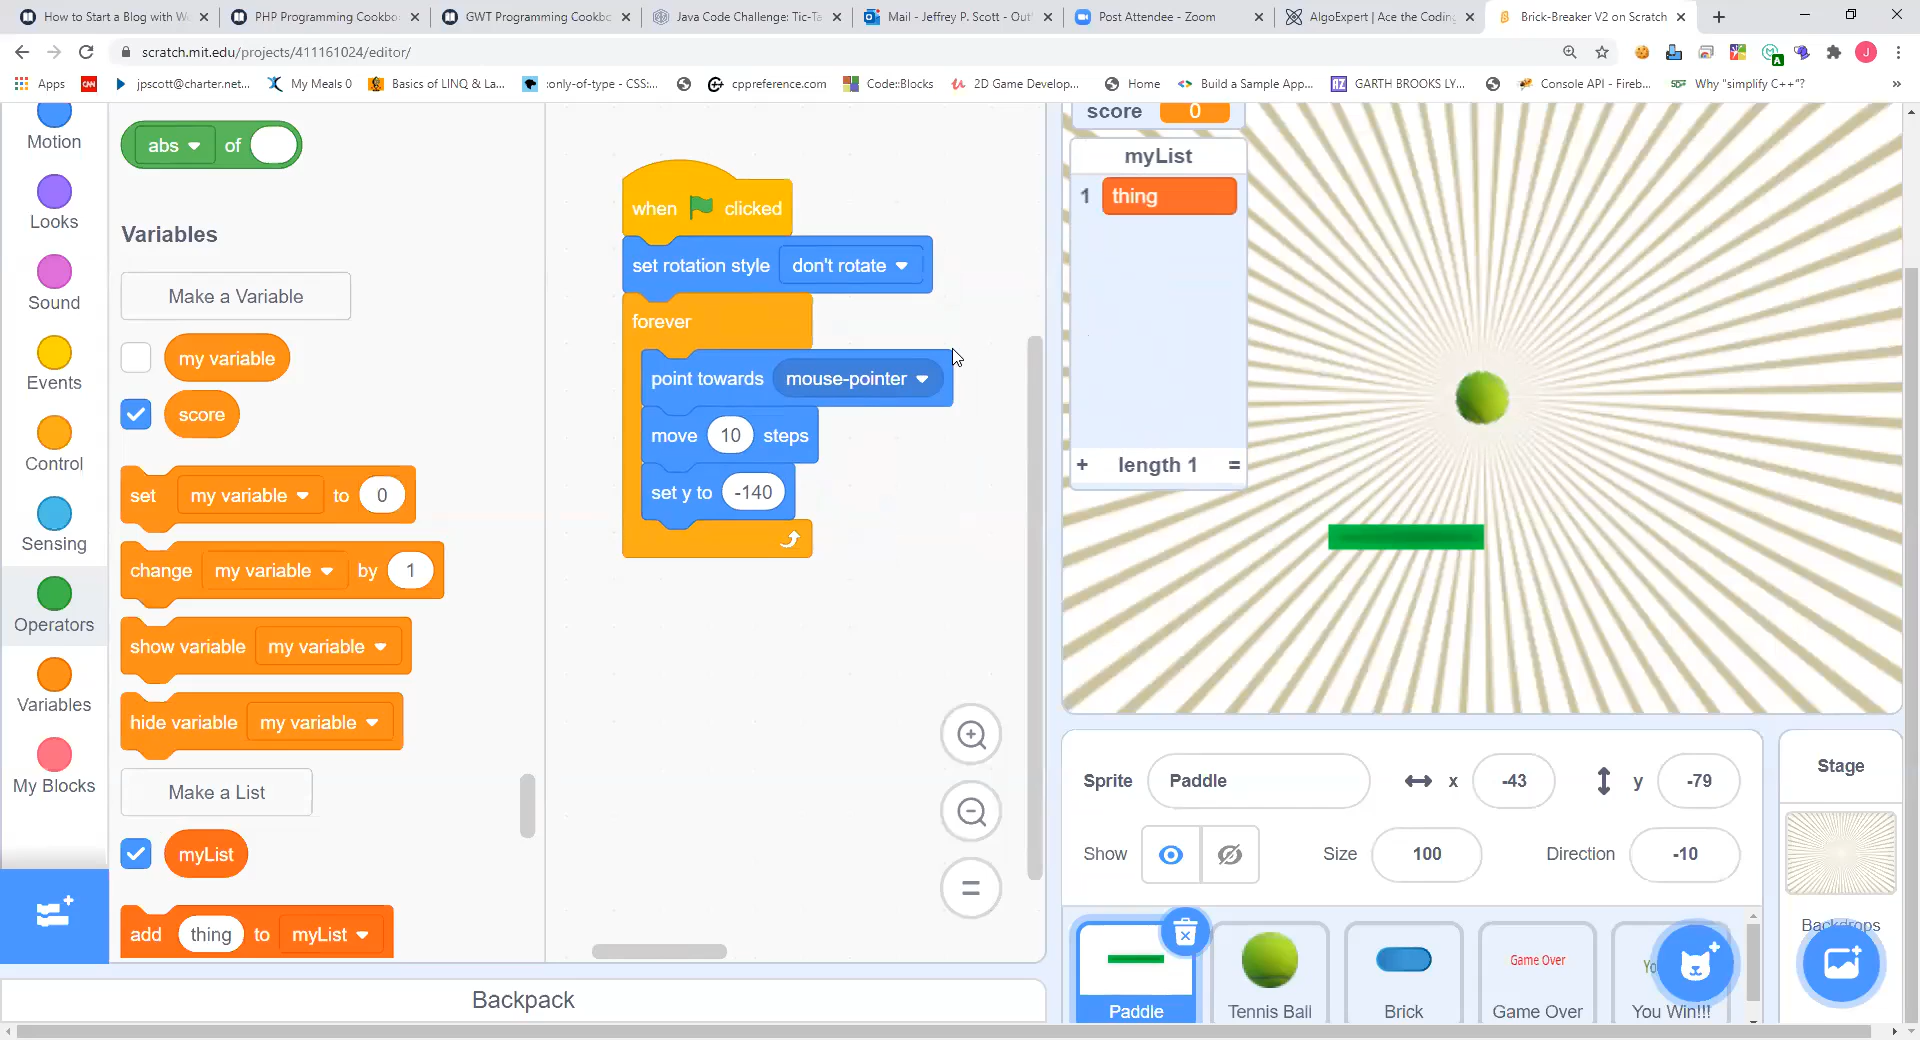 How to Start a Blog with W
PHP Programming Cookbo
GWT Programming Cookbc
Java Code Challenge: Tic-Ta
Mail - Jeffrey P. Scott - Out
Post Attendee - Zoom
AlgoExpert | Ace the Coding
Brick-Breaker V2 on Scratch
scratch.mit.edu/projects/411161024/editor/
J
Apps
CNN
jpscott@charter.net...
My Meals 0
Basics of LINQ & La...
:only-of-type - CSS:...
cppreference.com
Code::Blocks
2D Game Develop...
Home
Build a Sample App...
GARTH BROOKS LY...
Console API - Fireb...
Why "simplify C++"?
»
Motion
Looks
Sound
Events
Control
Sensing
Operators
Variables
My Blocks
abs of
Variables
Make a Variable
my variable
score
set my variable to 0
change my variable by 1
show variable my variable
hide variable my variable
Make a List
myList
add thing to myList
when clicked
set rotation style don't rotate
forever
point towards mouse-pointer
move 10 steps
set y to -140
Backpack
score 0
myList
1 thing
+ length 1 =
Sprite Paddle x -43 y -79
Show Size 100 Direction -10
Paddle
Tennis Ball
Brick
Game Over
Game Over
You Win!!!
Stage
Backdrops